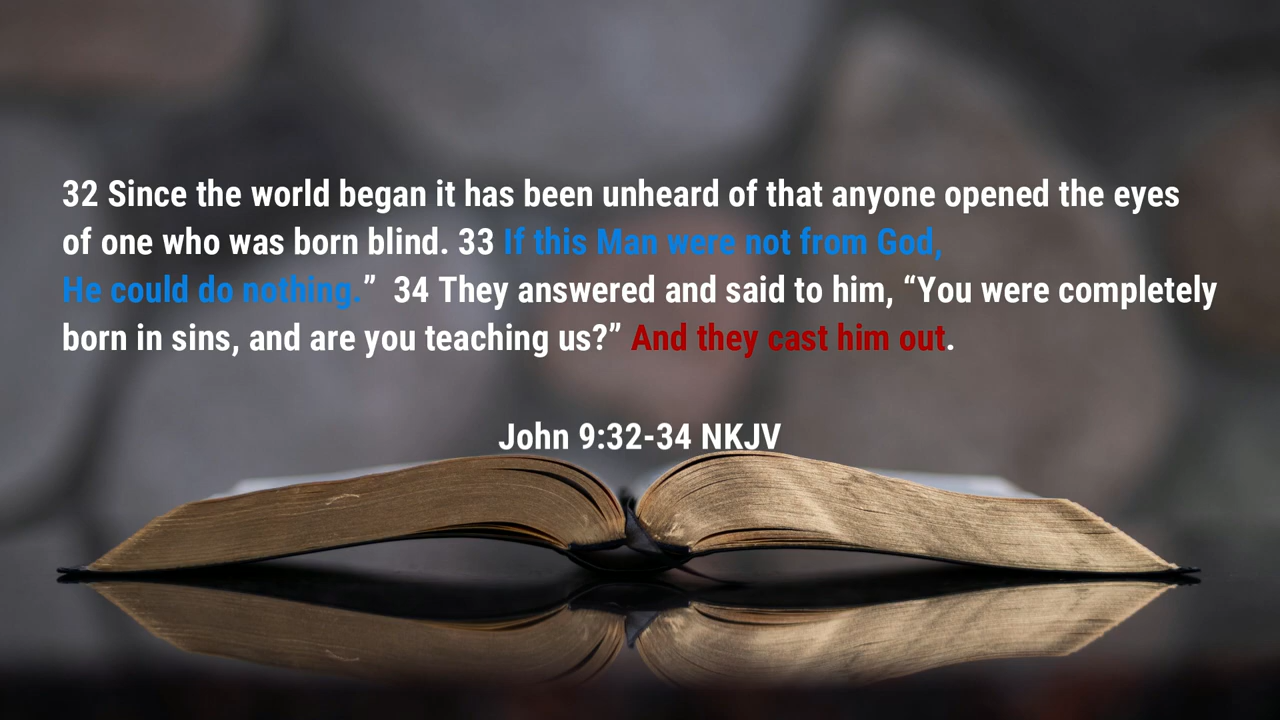 32 Since the world began it has been unheard of that anyone opened the eyes
of one who was born blind. 33 If this Man were not from God,
He could do nothing.”  34 They answered and said to him, “You were completely
born in sins, and are you teaching us?” And they cast him out.
John 9:32-34 NKJV